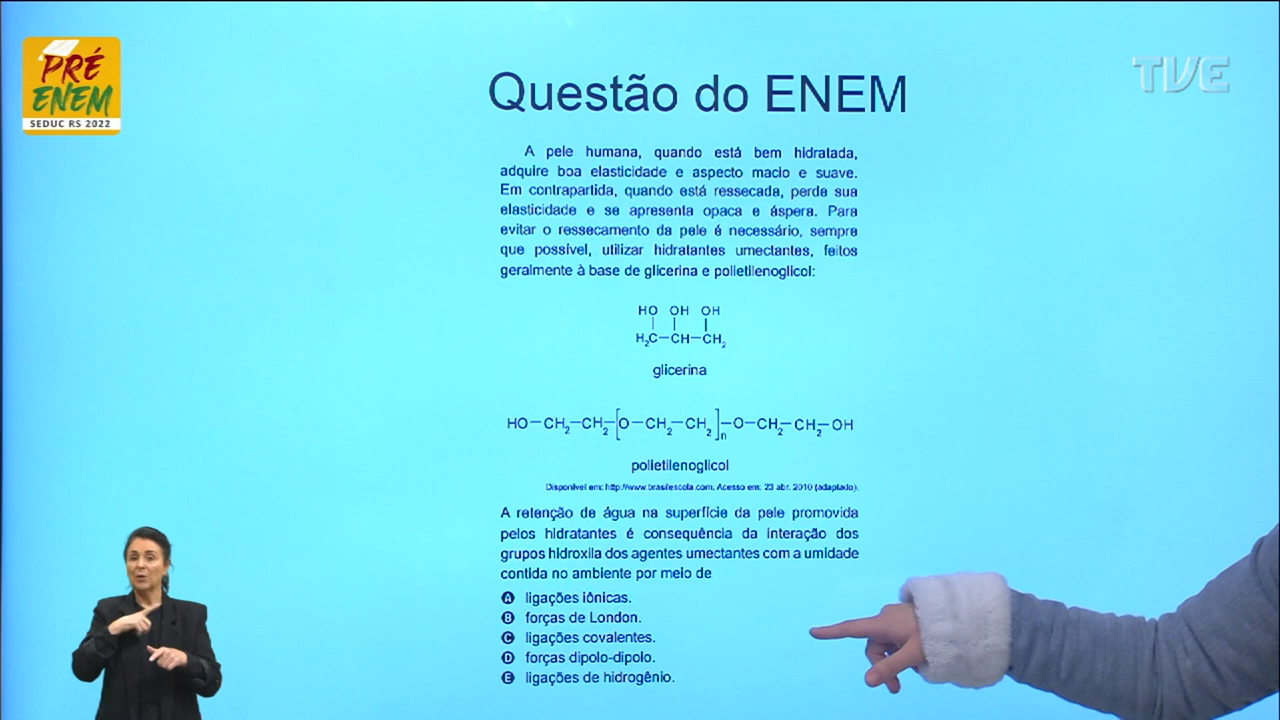 PRÉ
ENEM
SEDUC RS 2022
TVE
Questão do ENEM
A pele humana, quando está bem hidratada,
adquire boa elasticidade e aspecto macio e suave.
Em contrapartida, quando está ressecada, perde sua
elasticidade e se apresenta opaca e áspera. Para
evitar o ressecamento da pele é necessário, sempre
que possível, utilizar hidratantes umectantes, feitos
geralmente à base de glicerina e polietilenoglicol:
HO OH OH
H₂C—CH—CH₂
glicerina
HO—CH₂—CH₂—[O—CH₂—CH₂]n—O—CH₂—CH₂—OH
polietilenoglicol
Disponível em: http://www.brasilescola.com. Acesso em: 23 abr. 2010 (adaptado).
A retenção de água na superfície da pele promovida
pelos hidratantes é consequência da interação dos
grupos hidroxila dos agentes umectantes com a umidade
contida no ambiente por meio de
A ligações iônicas.
B forças de London.
C ligações covalentes.
D forças dipolo-dipolo.
E ligações de hidrogênio.